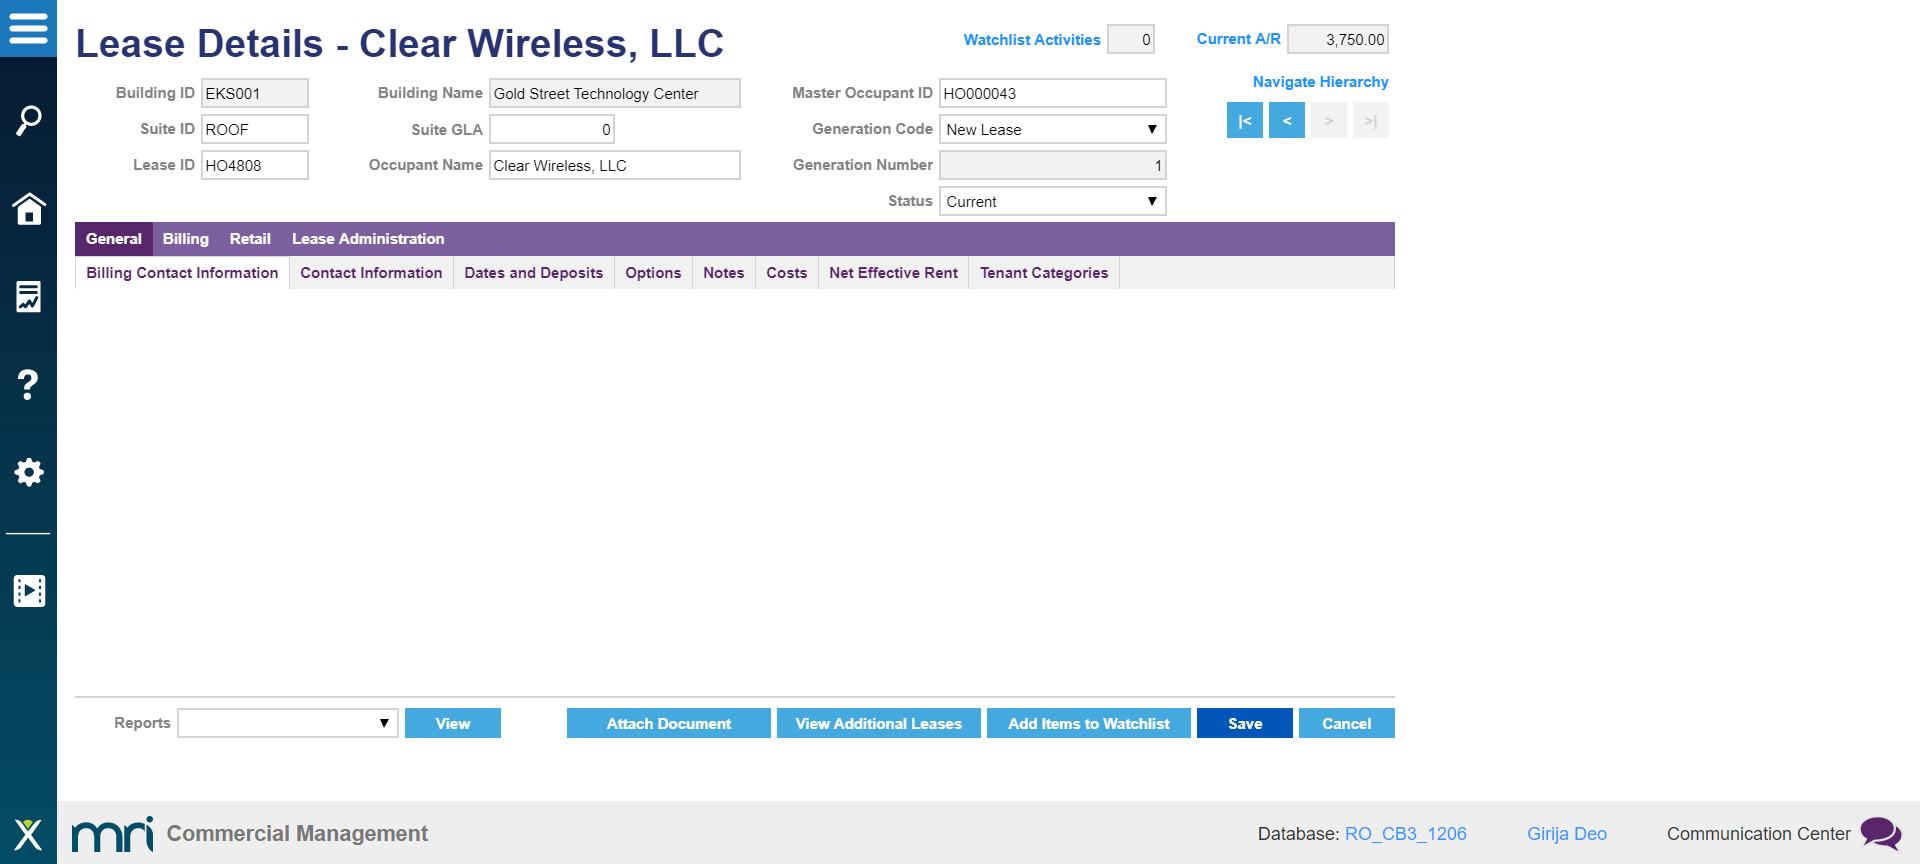 Lease Details - Clear Wireless, LLC
Watchlist Activities 0 Current A/R 3,750.00
Navigate Hierarchy
|< < > >|
Building ID EKS001 Building Name Gold Street Technology Center Master Occupant ID HO000043
Suite ID ROOF Suite GLA 0 Generation Code New Lease ▼
Lease ID HO4808 Occupant Name Clear Wireless, LLC Generation Number 1
Status Current ▼
General Billing Retail Lease Administration
Billing Contact Information Contact Information Dates and Deposits Options Notes Costs Net Effective Rent Tenant Categories
Reports ▼ View Attach Document View Additional Leases Add Items to Watchlist Save Cancel
mri Commercial Management Database: RO_CB3_1206 Girija Deo Communication Center